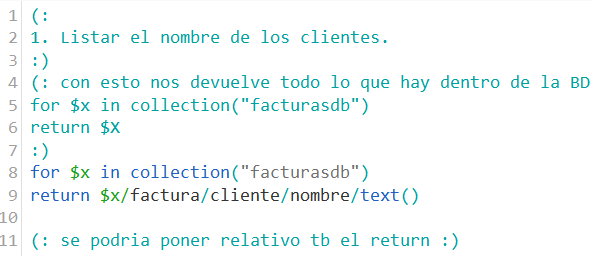 1 (:
2 1. Listar el nombre de los clientes.
3 :)
4 (: con esto nos devuelve todo lo que hay dentro de la BD
5 for $x in collection("facturasdb")
6 return $X
7 :)
8 for $x in collection("facturasdb")
9 return $x/factura/cliente/nombre/text()
10
11 (: se podria poner relativo tb el return :)